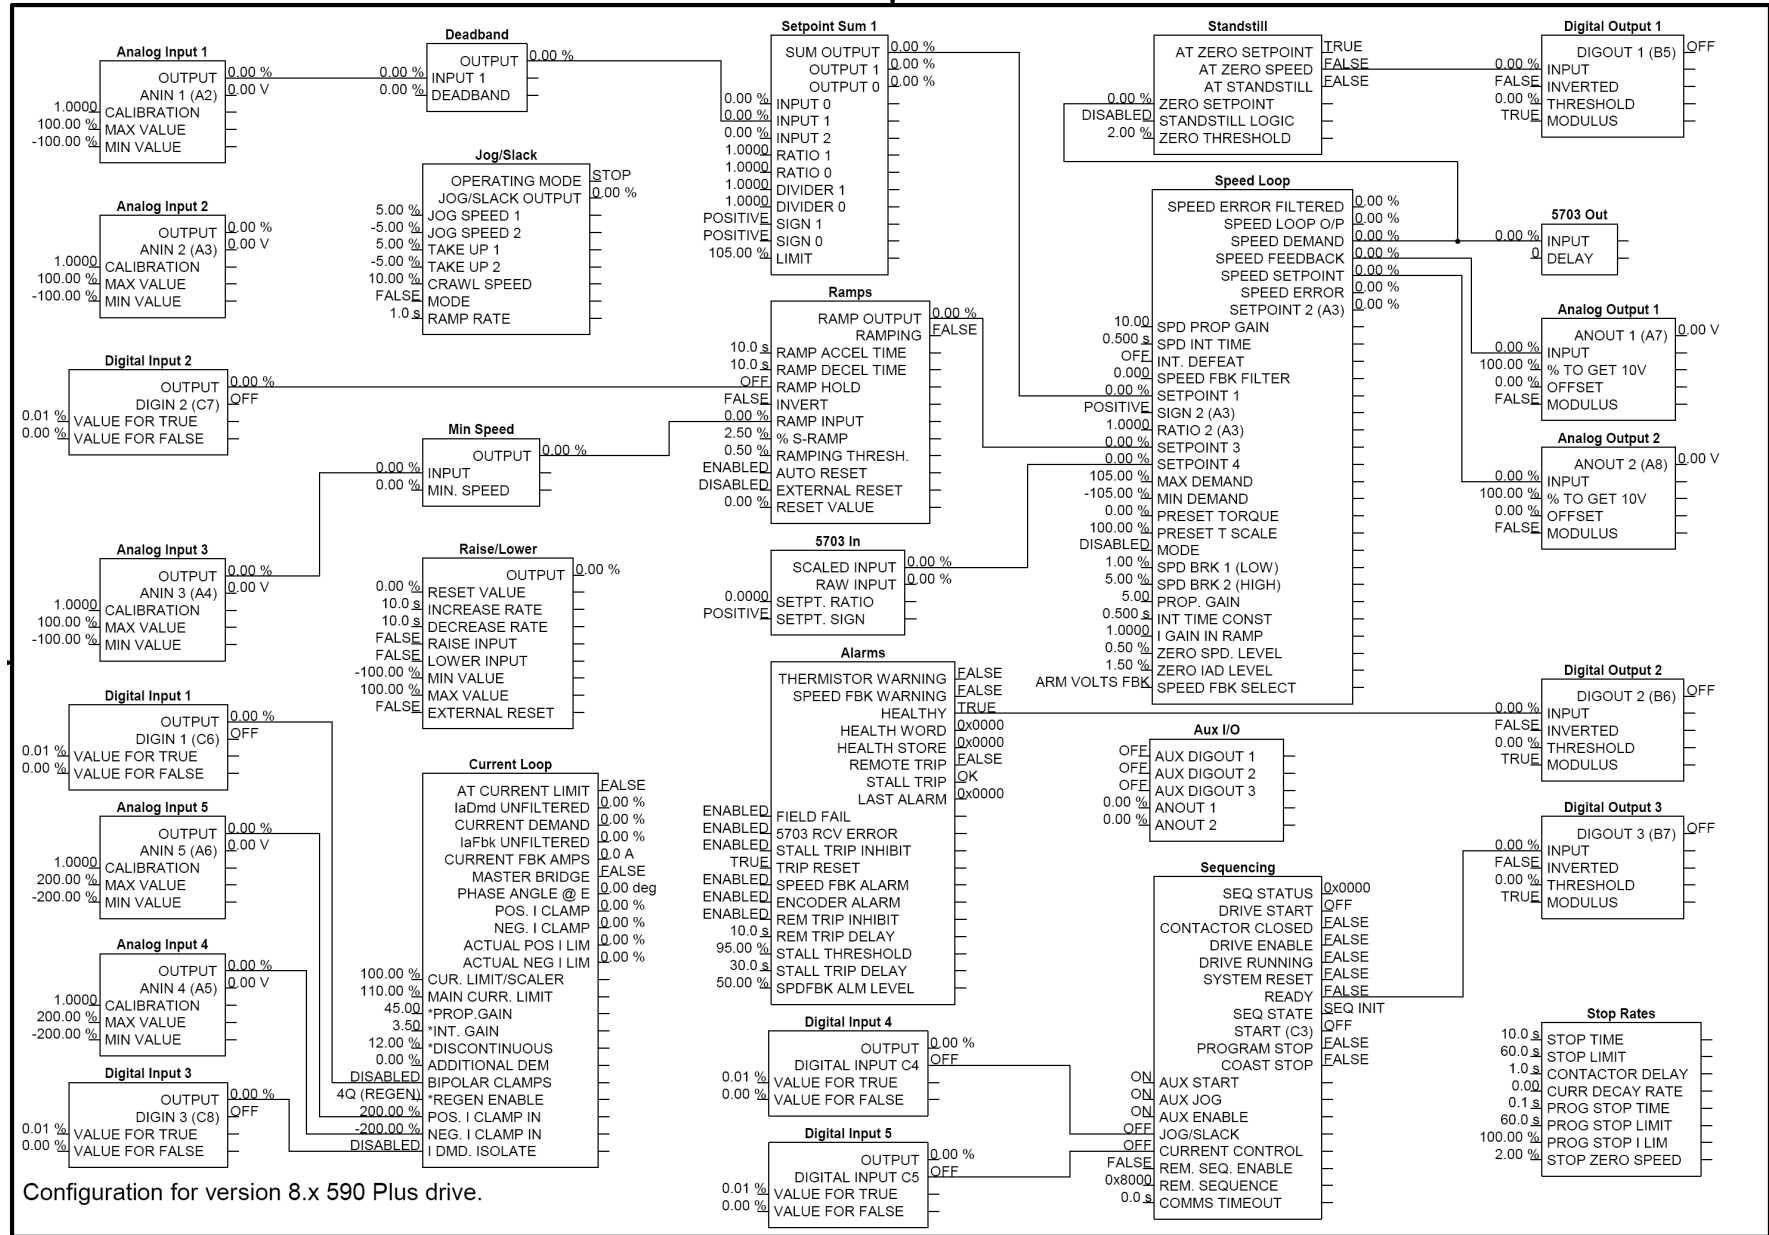 Analog Input 1
OUTPUT 0.00 %
ANIN 1 (A2) 0.00 V
1.0000 CALIBRATION
100.00 % MAX VALUE
-100.00 % MIN VALUE
Analog Input 2
OUTPUT 0.00 %
ANIN 2 (A3) 0.00 V
1.0000 CALIBRATION
100.00 % MAX VALUE
-100.00 % MIN VALUE
Digital Input 2
OUTPUT 0.00 %
DIGIN 2 (C7) OFF
0.01 % VALUE FOR TRUE
0.00 % VALUE FOR FALSE
Analog Input 3
OUTPUT 0.00 %
ANIN 3 (A4) 0.00 V
1.0000 CALIBRATION
100.00 % MAX VALUE
-100.00 % MIN VALUE
Digital Input 1
OUTPUT 0.00 %
DIGIN 1 (C6) OFF
0.01 % VALUE FOR TRUE
0.00 % VALUE FOR FALSE
Analog Input 5
OUTPUT 0.00 %
ANIN 5 (A6) 0.00 V
1.0000 CALIBRATION
200.00 % MAX VALUE
-200.00 % MIN VALUE
Analog Input 4
OUTPUT 0.00 %
ANIN 4 (A5) 0.00 V
1.0000 CALIBRATION
200.00 % MAX VALUE
-200.00 % MIN VALUE
Digital Input 3
OUTPUT 0.00 %
DIGIN 3 (C8) OFF
0.01 % VALUE FOR TRUE
0.00 % VALUE FOR FALSE
Deadband
OUTPUT 0.00 %
0.00 % INPUT 1
0.00 % DEADBAND
Jog/Slack
OPERATING MODE STOP
JOG/SLACK OUTPUT 0.00 %
5.00 % JOG SPEED 1
-5.00 % JOG SPEED 2
5.00 % TAKE UP 1
-5.00 % TAKE UP 2
10.00 % CRAWL SPEED
FALSE MODE
1.0 s RAMP RATE
Min Speed
OUTPUT 0.00 %
0.00 % INPUT
0.00 % MIN. SPEED
Raise/Lower
OUTPUT 0.00 %
0.00 % RESET VALUE
10.0 s INCREASE RATE
10.0 s DECREASE RATE
FALSE RAISE INPUT
FALSE LOWER INPUT
-100.00 % MIN VALUE
100.00 % MAX VALUE
FALSE EXTERNAL RESET
Current Loop
AT CURRENT LIMIT FALSE
IaDmd UNFILTERED 0.00 %
CURRENT DEMAND 0.00 %
IaFbk UNFILTERED 0.00 %
CURRENT FBK AMPS 0.0 A
MASTER BRIDGE FALSE
PHASE ANGLE @ E 0.00 deg
POS. I CLAMP 0.00 %
NEG. I CLAMP 0.00 %
ACTUAL POS I LIM 0.00 %
ACTUAL NEG I LIM 0.00 %
100.00 % CUR. LIMIT/SCALER
110.00 % MAIN CURR. LIMIT
45.00 *PROP.GAIN
3.50 *INT. GAIN
12.00 % *DISCONTINUOUS
0.00 % ADDITIONAL DEM
DISABLED BIPOLAR CLAMPS
4Q (REGEN) *REGEN ENABLE
200.00 % POS. I CLAMP IN
-200.00 % NEG. I CLAMP IN
DISABLED I DMD. ISOLATE
Setpoint Sum 1
SUM OUTPUT 0.00 %
OUTPUT 1 0.00 %
OUTPUT 0 0.00 %
0.00 % INPUT 0
0.00 % INPUT 1
0.00 % INPUT 2
1.0000 RATIO 1
1.0000 RATIO 0
1.0000 DIVIDER 1
1.0000 DIVIDER 0
POSITIVE SIGN 1
POSITIVE SIGN 0
105.00 % LIMIT
Ramps
RAMP OUTPUT 0.00 %
RAMPING FALSE
10.0 s RAMP ACCEL TIME
10.0 s RAMP DECEL TIME
OFF RAMP HOLD
FALSE INVERT
0.00 % RAMP INPUT
2.50 % % S-RAMP
0.50 % RAMPING THRESH.
ENABLED AUTO RESET
DISABLED EXTERNAL RESET
0.00 % RESET VALUE
5703 In
SCALED INPUT 0.00 %
RAW INPUT 0.00 %
0.0000 SETPT. RATIO
POSITIVE SETPT. SIGN
Alarms
THERMISTOR WARNING FALSE
SPEED FBK WARNING FALSE
HEALTHY TRUE
HEALTH WORD 0x0000
HEALTH STORE 0x0000
REMOTE TRIP FALSE
STALL TRIP OK
LAST ALARM 0x0000
ENABLED FIELD FAIL
ENABLED 5703 RCV ERROR
ENABLED STALL TRIP INHIBIT
TRUE TRIP RESET
ENABLED SPEED FBK ALARM
ENABLED ENCODER ALARM
ENABLED REM TRIP INHIBIT
10.0 s REM TRIP DELAY
95.00 % STALL THRESHOLD
30.0 s STALL TRIP DELAY
50.00 % SPDFBK ALM LEVEL
Digital Input 4
OUTPUT 0.00 %
DIGITAL INPUT C4 OFF
0.01 % VALUE FOR TRUE
0.00 % VALUE FOR FALSE
Digital Input 5
OUTPUT 0.00 %
DIGITAL INPUT C5 OFF
0.01 % VALUE FOR TRUE
0.00 % VALUE FOR FALSE
Standstill
AT ZERO SETPOINT TRUE
AT ZERO SPEED FALSE
AT STANDSTILL FALSE
0.00 % ZERO SETPOINT
DISABLED STANDSTILL LOGIC
2.00 % ZERO THRESHOLD
Speed Loop
SPEED ERROR FILTERED 0.00 %
SPEED LOOP O/P 0.00 %
SPEED DEMAND 0.00 %
SPEED FEEDBACK 0.00 %
SPEED SETPOINT 0.00 %
SPEED ERROR 0.00 %
SETPOINT 2 (A3) 0.00 %
10.00 SPD PROP GAIN
0.500 s SPD INT TIME
OFF INT. DEFEAT
0.000 SPEED FBK FILTER
0.00 % SETPOINT 1
POSITIVE SIGN 2 (A3)
1.0000 RATIO 2 (A3)
0.00 % SETPOINT 3
0.00 % SETPOINT 4
105.00 % MAX DEMAND
-105.00 % MIN DEMAND
0.00 % PRESET TORQUE
100.00 % PRESET T SCALE
DISABLED MODE
1.00 % SPD BRK 1 (LOW)
5.00 % SPD BRK 2 (HIGH)
5.00 PROP. GAIN
0.500 s INT TIME CONST
1.0000 I GAIN IN RAMP
0.50 % ZERO SPD. LEVEL
1.50 % ZERO IAD LEVEL
ARM VOLTS FBK SPEED FBK SELECT
Aux I/O
OFF AUX DIGOUT 1
OFF AUX DIGOUT 2
OFF AUX DIGOUT 3
0.00 % ANOUT 1
0.00 % ANOUT 2
Sequencing
SEQ STATUS 0x0000
DRIVE START OFF
CONTACTOR CLOSED FALSE
DRIVE ENABLE FALSE
DRIVE RUNNING FALSE
SYSTEM RESET FALSE
READY FALSE
SEQ STATE SEQ INIT
START (C3) OFF
PROGRAM STOP FALSE
COAST STOP FALSE
ON AUX START
ON AUX JOG
ON AUX ENABLE
OFF JOG/SLACK
OFF CURRENT CONTROL
FALSE REM. SEQ. ENABLE
0x8000 REM. SEQUENCE
0.0 s COMMS TIMEOUT
Digital Output 1
DIGOUT 1 (B5) OFF
0.00 % INPUT
FALSE INVERTED
0.00 % THRESHOLD
TRUE MODULUS
5703 Out
0.00 % INPUT
0 DELAY
Analog Output 1
ANOUT 1 (A7) 0.00 V
0.00 % INPUT
100.00 % % TO GET 10V
0.00 % OFFSET
FALSE MODULUS
Analog Output 2
ANOUT 2 (A8) 0.00 V
0.00 % INPUT
100.00 % % TO GET 10V
0.00 % OFFSET
FALSE MODULUS
Digital Output 2
DIGOUT 2 (B6) OFF
0.00 % INPUT
FALSE INVERTED
0.00 % THRESHOLD
TRUE MODULUS
Digital Output 3
DIGOUT 3 (B7) OFF
0.00 % INPUT
FALSE INVERTED
0.00 % THRESHOLD
TRUE MODULUS
Stop Rates
10.0 s STOP TIME
60.0 s STOP LIMIT
1.0 s CONTACTOR DELAY
0.00 CURR DECAY RATE
0.1 s PROG STOP TIME
60.0 s PROG STOP LIMIT
100.00 % PROG STOP I LIM
2.00 % STOP ZERO SPEED
Configuration for version 8.x 590 Plus drive.